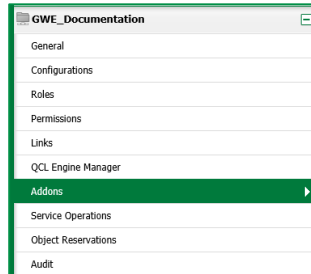 GWE_Documentation
General
Configurations
Roles
Permissions
Links
QCL Engine Manager
Addons
Service Operations
Object Reservations
Audit